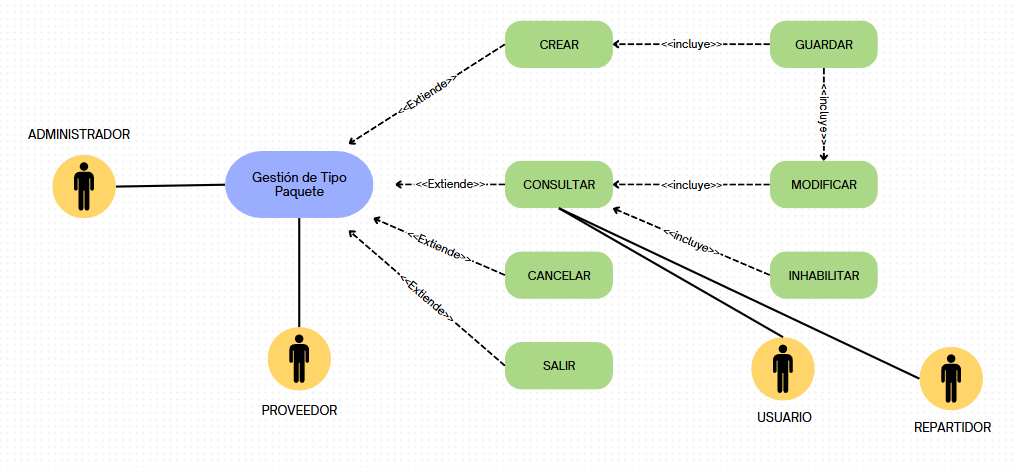 CREAR
<<incluye>>
GUARDAR
<<Extiende>>
<<incluye>>
ADMINISTRADOR
Gestión de Tipo
Paquete
<<Extiende>>
CONSULTAR
<<incluye>>
MODIFICAR
<<Extiende>>
<<incluye>>
CANCELAR
INHABILITAR
<<Extiende>>
SALIR
PROVEEDOR
USUARIO
REPARTIDOR